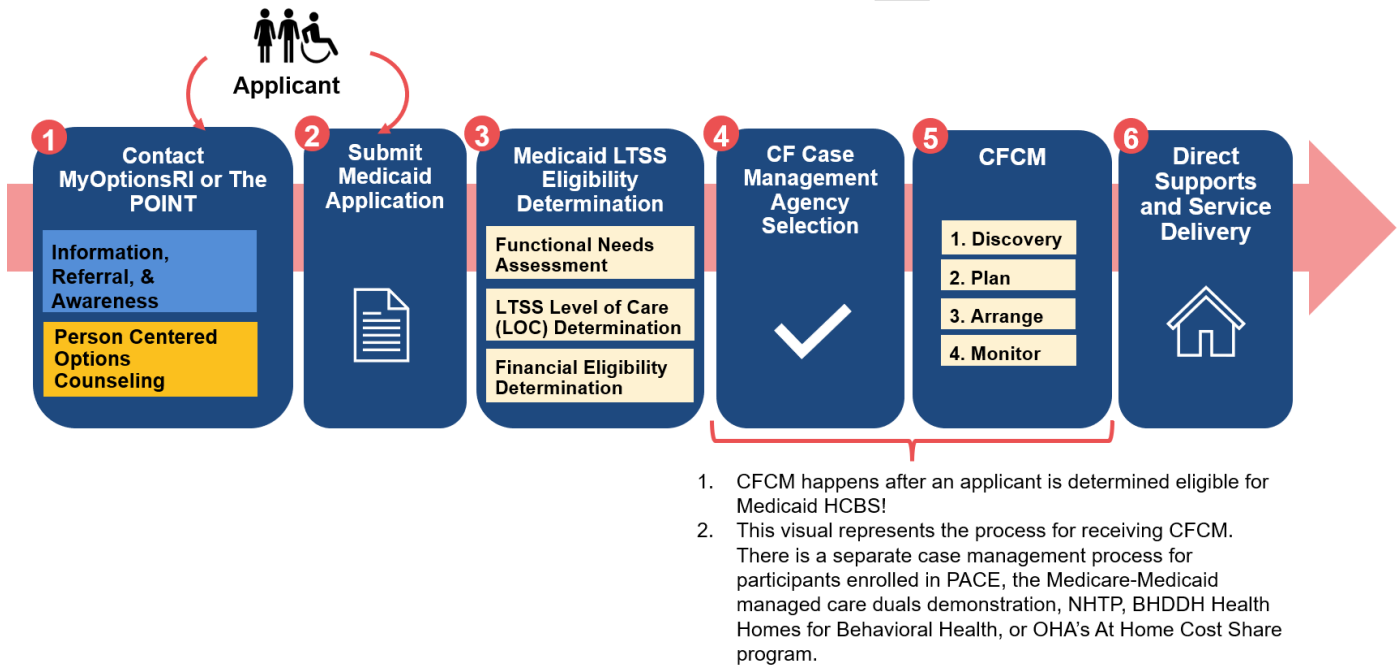 Applicant
1
Contact
MyOptionsRI or The
POINT
Information,
Referral, &
Awareness
Person Centered
Options
Counseling
2
Submit
Medicaid
Application
3
Medicaid LTSS
Eligibility
Determination
Functional Needs
Assessment
LTSS Level of Care
(LOC) Determination
Financial Eligibility
Determination
4
CF Case
Management
Agency
Selection
5
CFCM
1. Discovery
2. Plan
3. Arrange
4. Monitor
6
Direct
Supports
and Service
Delivery
1. CFCM happens after an applicant is determined eligible for
Medicaid HCBS!
2. This visual represents the process for receiving CFCM.
There is a separate case management process for
participants enrolled in PACE, the Medicare-Medicaid
managed care duals demonstration, NHTP, BHDDH Health
Homes for Behavioral Health, or OHA's At Home Cost Share
program.